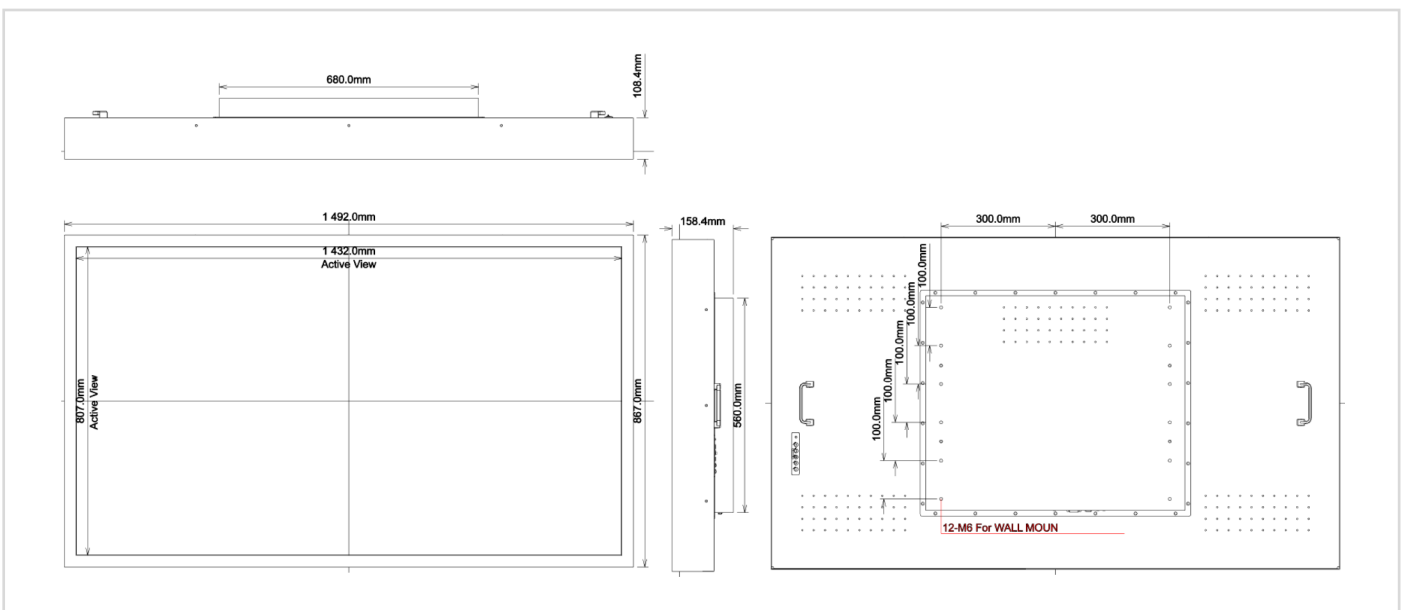 680.0mm
108.4mm
1 492.0mm
1 432.0mm
Active View
807.0mm
Active View
867.0mm
158.4mm
560.0mm
300.0mm
300.0mm
100.0mm
100.0mm
100.0mm
100.0mm
100.0mm
12-M6 For WALL MOUN